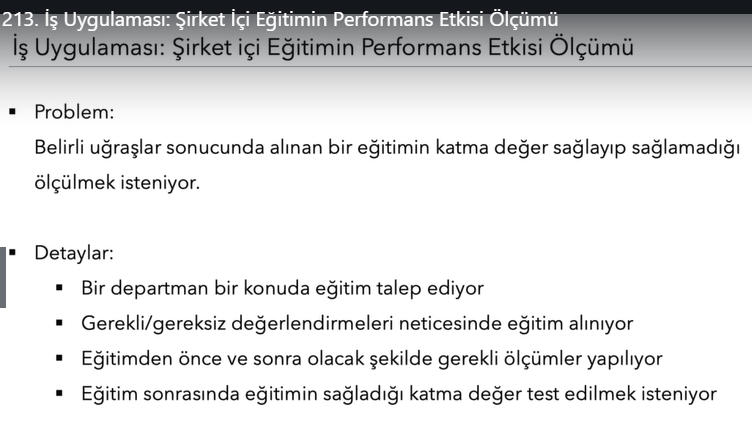 213. İş Uygulaması: Şirket İçi Eğitimin Performans Etkisi Ölçümü
İş Uygulaması: Şirket içi Eğitimin Performans Etkisi Ölçümü
▪ Problem:
Belirli uğraşlar sonucunda alınan bir eğitimin katma değer sağlayıp sağlamadığı
ölçülmek isteniyor.
▪ Detaylar:
▪ Bir departman bir konuda eğitim talep ediyor
▪ Gerekli/gereksiz değerlendirmeleri neticesinde eğitim alınıyor
▪ Eğitimden önce ve sonra olacak şekilde gerekli ölçümler yapılıyor
▪ Eğitim sonrasında eğitimin sağladığı katma değer test edilmek isteniyor